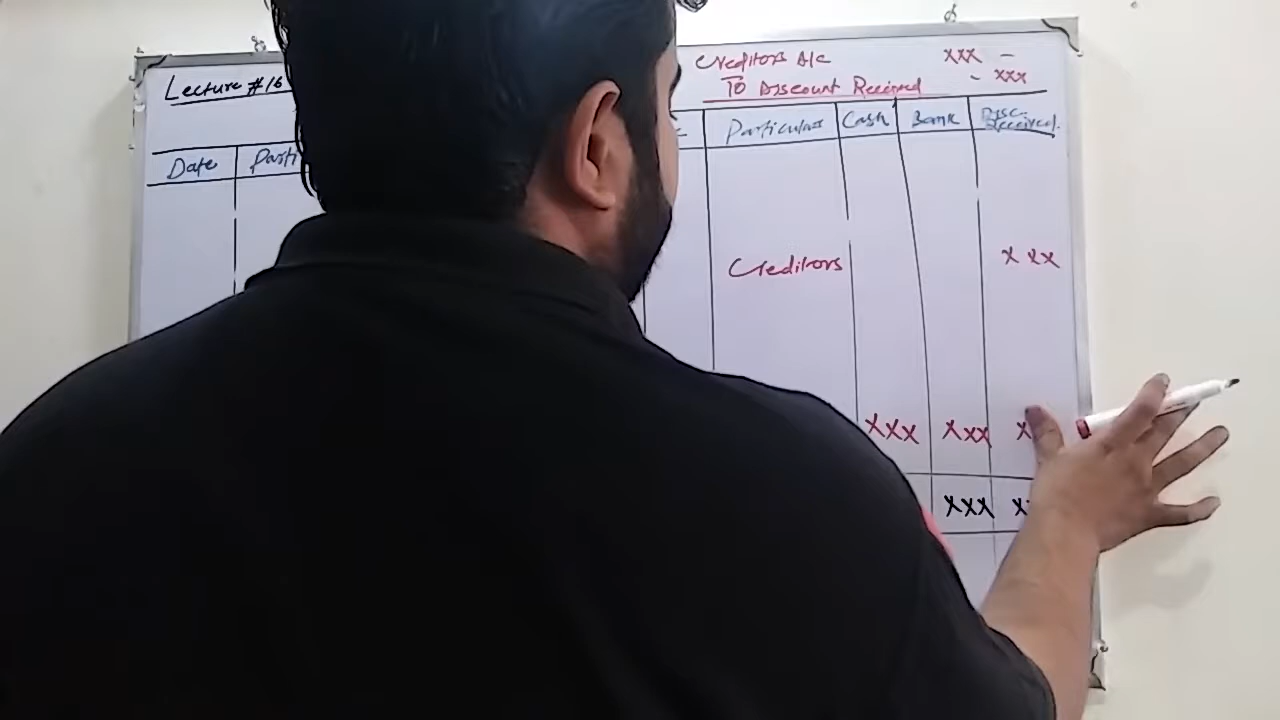 Lecture #16
Creditors A/c xxx -
To Discount Received - xxx
Date Parti
Particulars Cash Bank Disc. Received.
Creditors x xx
xxx xxx x
xxx x